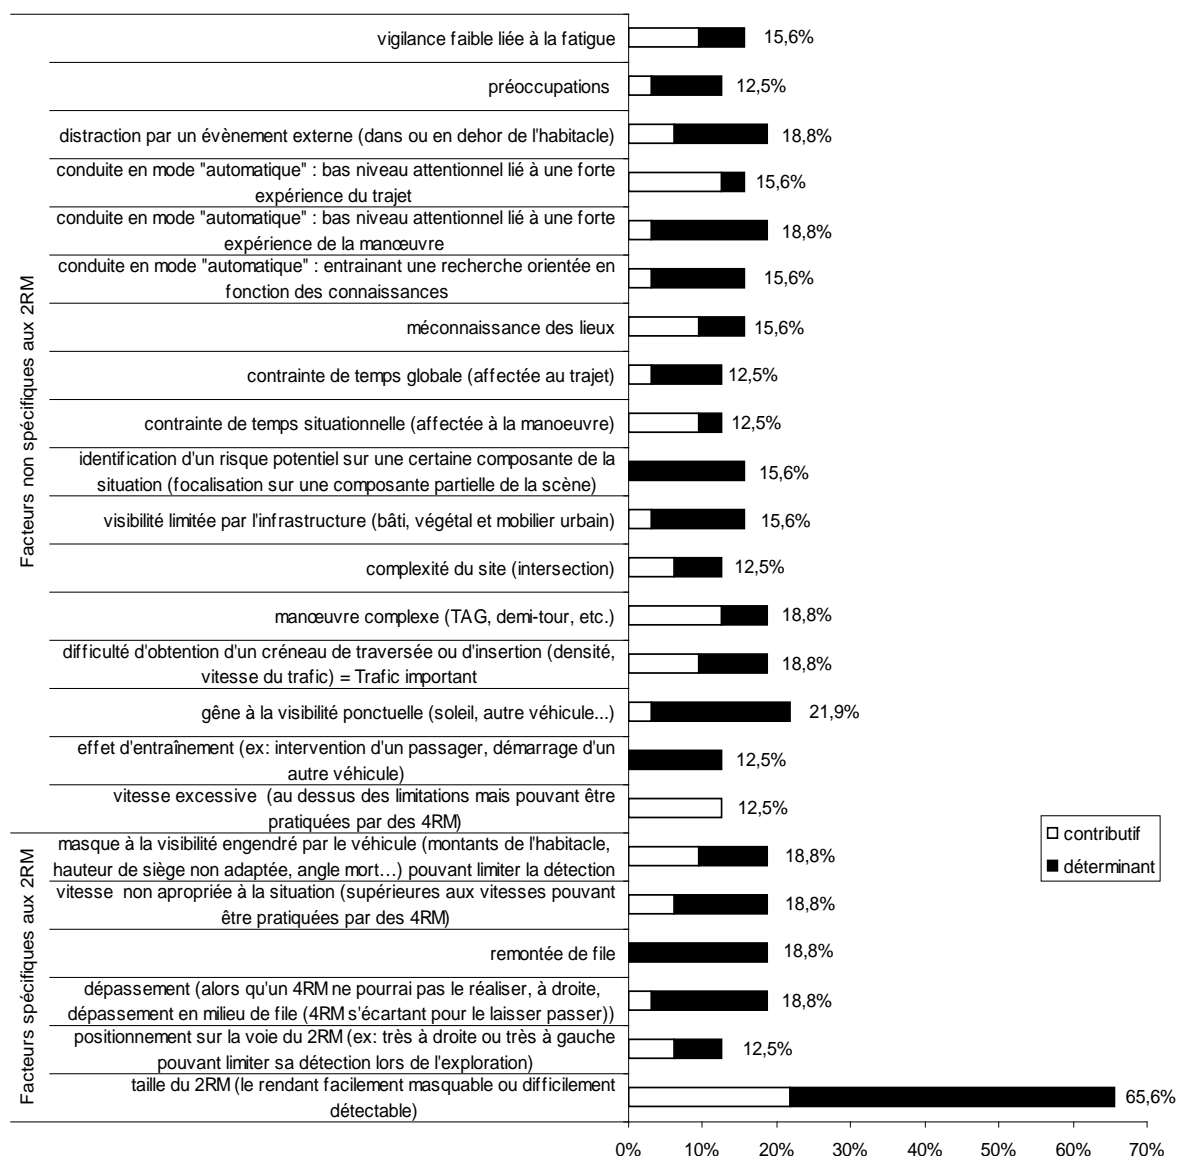 Facteurs non spécifiques aux 2RM
vigilance faible liée à la fatigue
15,6%
préoccupations
12,5%
distraction par un évènement externe (dans ou en dehor de l'habitacle)
18,8%
conduite en mode "automatique" : bas niveau attentionnel lié à une forte
expérience du trajet
15,6%
conduite en mode "automatique" : bas niveau attentionnel lié à une forte
expérience de la manœuvre
18,8%
conduite en mode "automatique" : entrainant une recherche orientée en
fonction des connaissances
15,6%
méconnaissance des lieux
15,6%
contrainte de temps globale (affectée au trajet)
12,5%
contrainte de temps situationnelle (affectée à la manoeuvre)
12,5%
identification d'un risque potentiel sur une certaine composante de la
situation (focalisation sur une composante partielle de la scène)
15,6%
visibilité limitée par l'infrastructure (bâti, végétal et mobilier urbain)
15,6%
complexité du site (intersection)
12,5%
manœuvre complexe (TAG, demi-tour, etc.)
18,8%
difficulté d'obtention d'un créneau de traversée ou d'insertion (densité,
vitesse du trafic) = Trafic important
18,8%
gêne à la visibilité ponctuelle (soleil, autre véhicule...)
21,9%
effet d'entraînement (ex: intervention d'un passager, démarrage d'un
autre véhicule)
12,5%
vitesse excessive (au dessus des limitations mais pouvant être
pratiquées par des 4RM)
12,5%
Facteurs spécifiques aux 2RM
masque à la visibilité engendré par le véhicule (montants de l'habitacle,
hauteur de siège non adaptée, angle mort…) pouvant limiter la détection
18,8%
vitesse non apropriée à la situation (supérieures aux vitesses pouvant
être pratiquées par des 4RM)
18,8%
remontée de file
18,8%
dépassement (alors qu'un 4RM ne pourrai pas le réaliser, à droite,
dépassement en milieu de file (4RM s'écartant pour le laisser passer))
18,8%
positionnement sur la voie du 2RM (ex: très à droite ou très à gauche
pouvant limiter sa détection lors de l'exploration)
12,5%
taille du 2RM (le rendant facilement masquable ou difficilement
détectable)
65,6%
contributif
déterminant
0% 10% 20% 30% 40% 50% 60% 70%